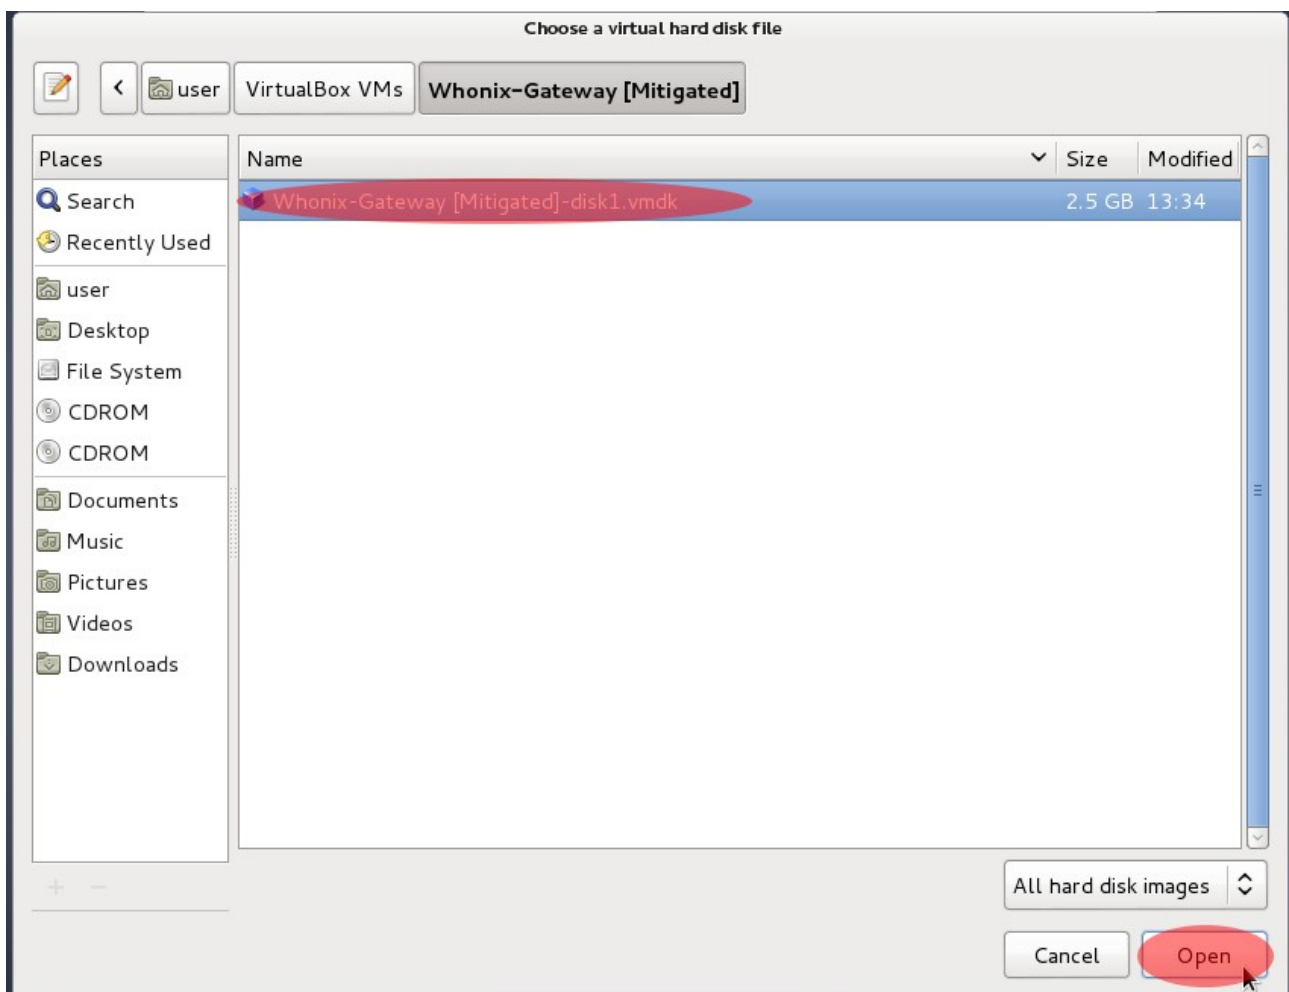 Choose a virtual hard disk file
user VirtualBox VMs Whonix-Gateway [Mitigated]
Places
Search
Recently Used
user
Desktop
File System
CDROM
CDROM
Documents
Music
Pictures
Videos
Downloads
Name Size Modified
Whonix-Gateway [Mitigated]-disk1.vmdk 2.5 GB 13:34
All hard disk images
Cancel Open